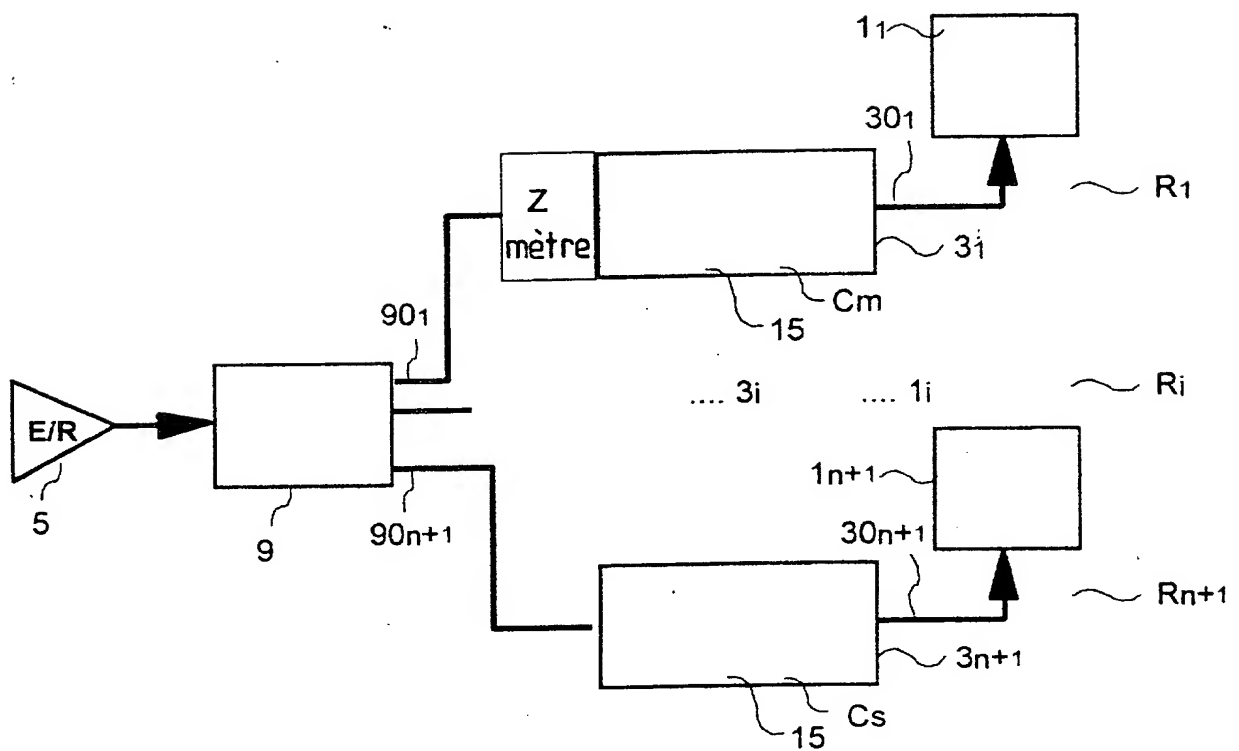 1₁
30₁
R₁
Z
mètre
3i
Cm
15
90₁
.... 3i .... 1i
Ri
E/R
5
9
90n+1
1n+1
30n+1
Rn+1
3n+1
Cs
15